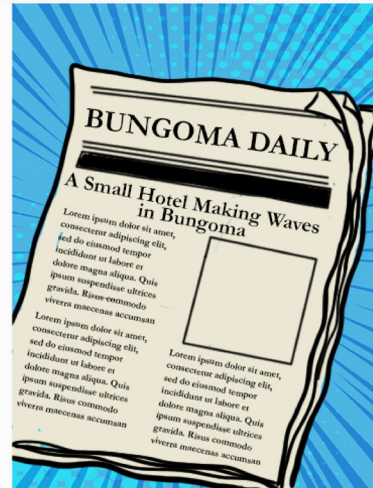 BUNGOMA DAILY
A Small Hotel Making Waves
in Bungoma
Lorem ipsum dolor sit amet,
consectetur adipiscing elit,
sed do eiusmod tempor
incididunt ut labore et
dolore magna aliqua. Quis
ipsum suspendisse ultrices
gravida. Risus commodo
viverra maecenas accumsan
Lorem ipsum dolor sit amet,
consectetur adipiscing elit,
sed do eiusmod tempor
incididunt ut labore et
dolore magna aliqua. Quis
ipsum suspendisse ultrices
gravida. Risus commodo
viverra maecenas accumsan
Lorem ipsum dolor sit amet,
consectetur adipiscing elit,
sed do eiusmod tempor
incididunt ut labore et
dolore magna aliqua. Quis
ipsum suspendisse ultrices
gravida. Risus commodo
viverra maecenas accumsan